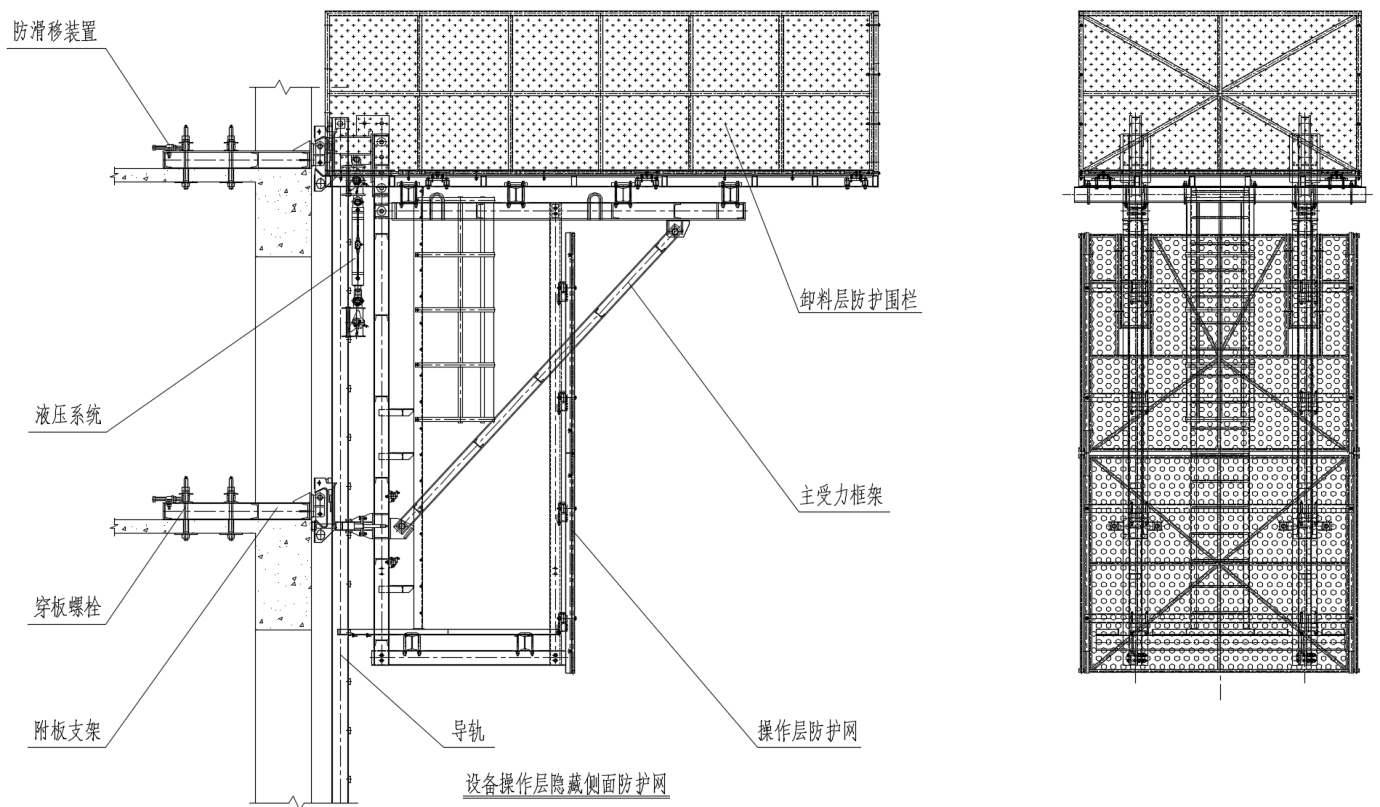 防滑移装置
卸料层防护围栏
液压系统
主受力框架
穿板螺栓
附板支架
导轨
操作层防护网
设备操作层隐藏侧面防护网